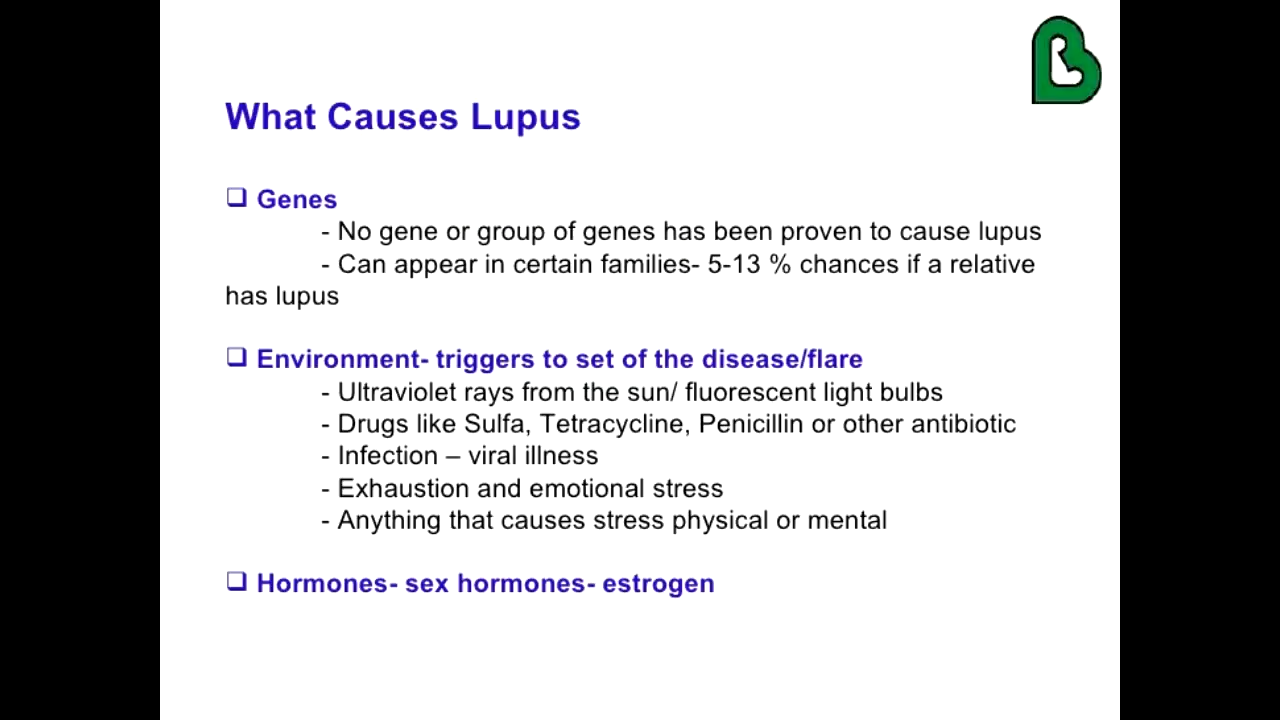 What Causes Lupus
❑ Genes
- No gene or group of genes has been proven to cause lupus
- Can appear in certain families- 5-13 % chances if a relative
has lupus
❑ Environment- triggers to set of the disease/flare
- Ultraviolet rays from the sun/ fluorescent light bulbs
- Drugs like Sulfa, Tetracycline, Penicillin or other antibiotic
- Infection – viral illness
- Exhaustion and emotional stress
- Anything that causes stress physical or mental
❑ Hormones- sex hormones- estrogen